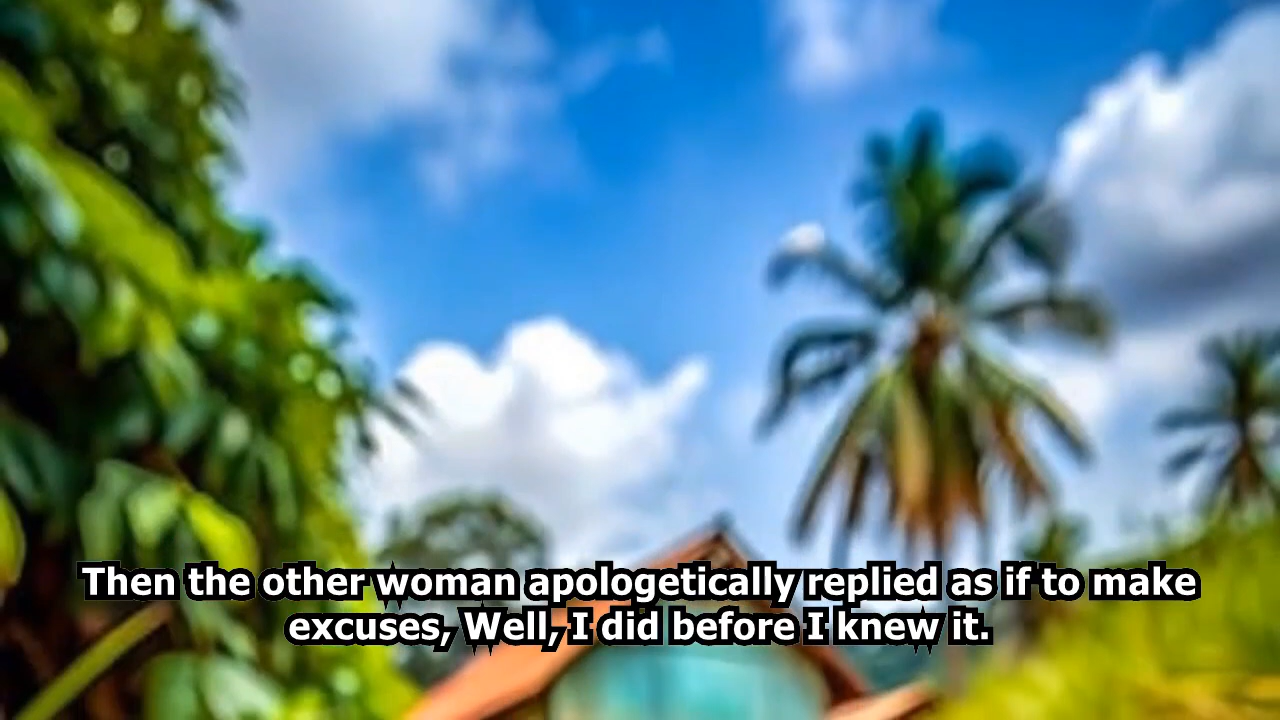 Then the other woman apologetically replied as if to make
excuses, Well, I did before I knew it.